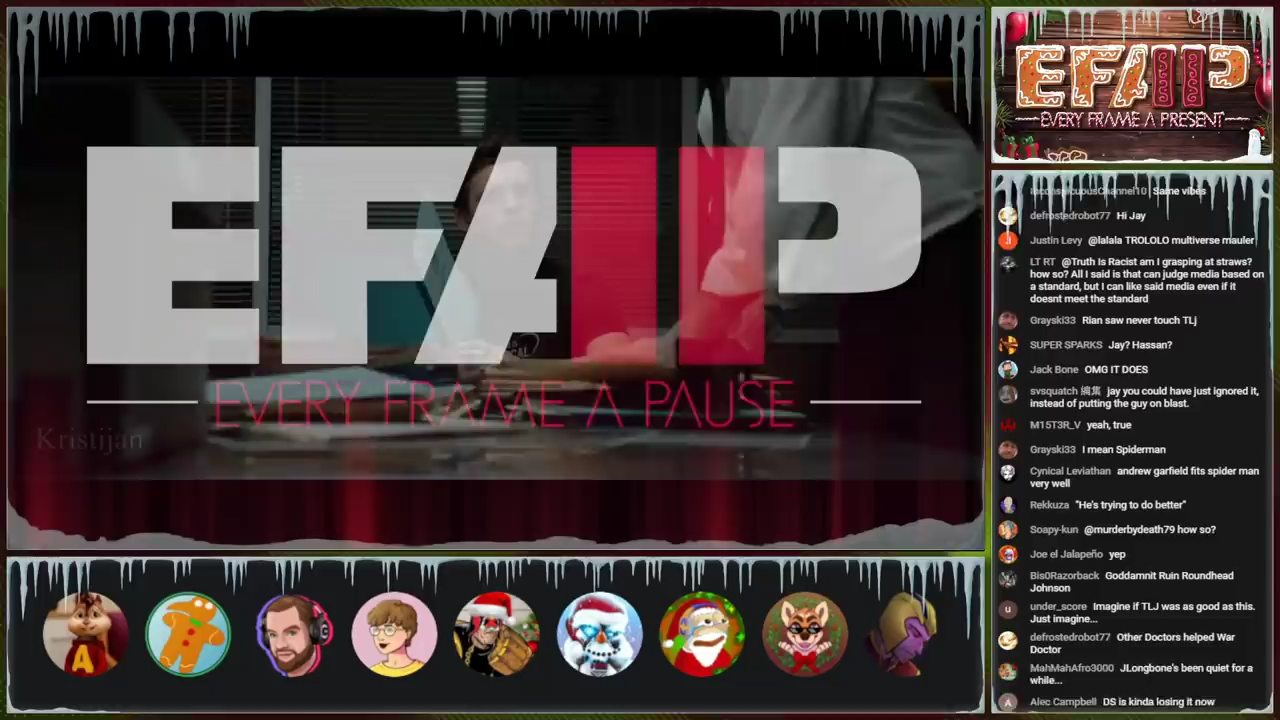 EFAP
EVERY FRAME A PAUSE
Kristijan
EFAP
EVERY FRAME A PRESENT
A
InconspicuousChannel10 Same vibes
defrostedrobot77 Hi Jay
Justin Levy @lalala TROLOLO multiverse mauler
LT RT @Truth Is Racist am I grasping at straws?
how so? All I said is that can judge media based on
a standard, but I can like said media even if it
doesnt meet the standard
Grayski33 Rian saw never touch TLj
SUPER SPARKS Jay? Hassan?
Jack Bone OMG IT DOES
svsquatch 編集 jay you could have just ignored it,
instead of putting the guy on blast.
M15T3R_V yeah, true
Grayski33 I mean Spiderman
Cynical Leviathan andrew garfield fits spider man
very well
Rekkuza "He's trying to do better"
Soapy-kun @murderbydeath79 how so?
Joe el Jalapeño yep
Bis0Razorback Goddamnit Ruin Roundhead
Johnson
u under_score Imagine if TLJ was as good as this.
Just imagine...
defrostedrobot77 Other Doctors helped War
Doctor
MahMahAfro3000 JLongbone's been quiet for a
while...
A Alec Campbell DS is kinda losing it now